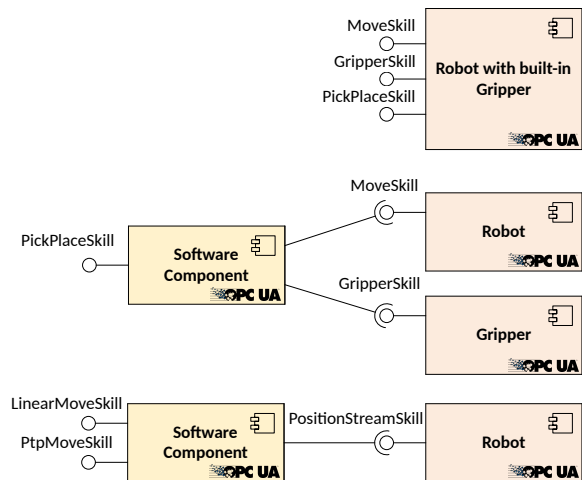 MoveSkill
GripperSkill
PickPlaceSkill
Robot with built-in
Gripper
OPC UA
MoveSkill
Robot
OPC UA
PickPlaceSkill
Software
Component
OPC UA
GripperSkill
Gripper
OPC UA
LinearMoveSkill
PtpMoveSkill
Software
Component
OPC UA
PositionStreamSkill
Robot
OPC UA